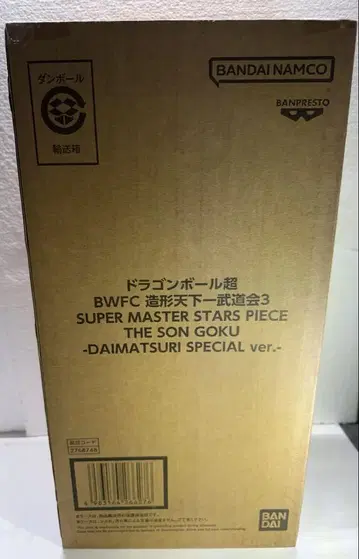 ダンボール
輸送箱
BANDAI NAMCO
BANPRESTO
ドラゴンボール超
BWFC 造形天下一武道会3
SUPER MASTER STARS PIECE
THE SON GOKU
-DAIMATSURI SPECIAL ver.-
BAN
DAI